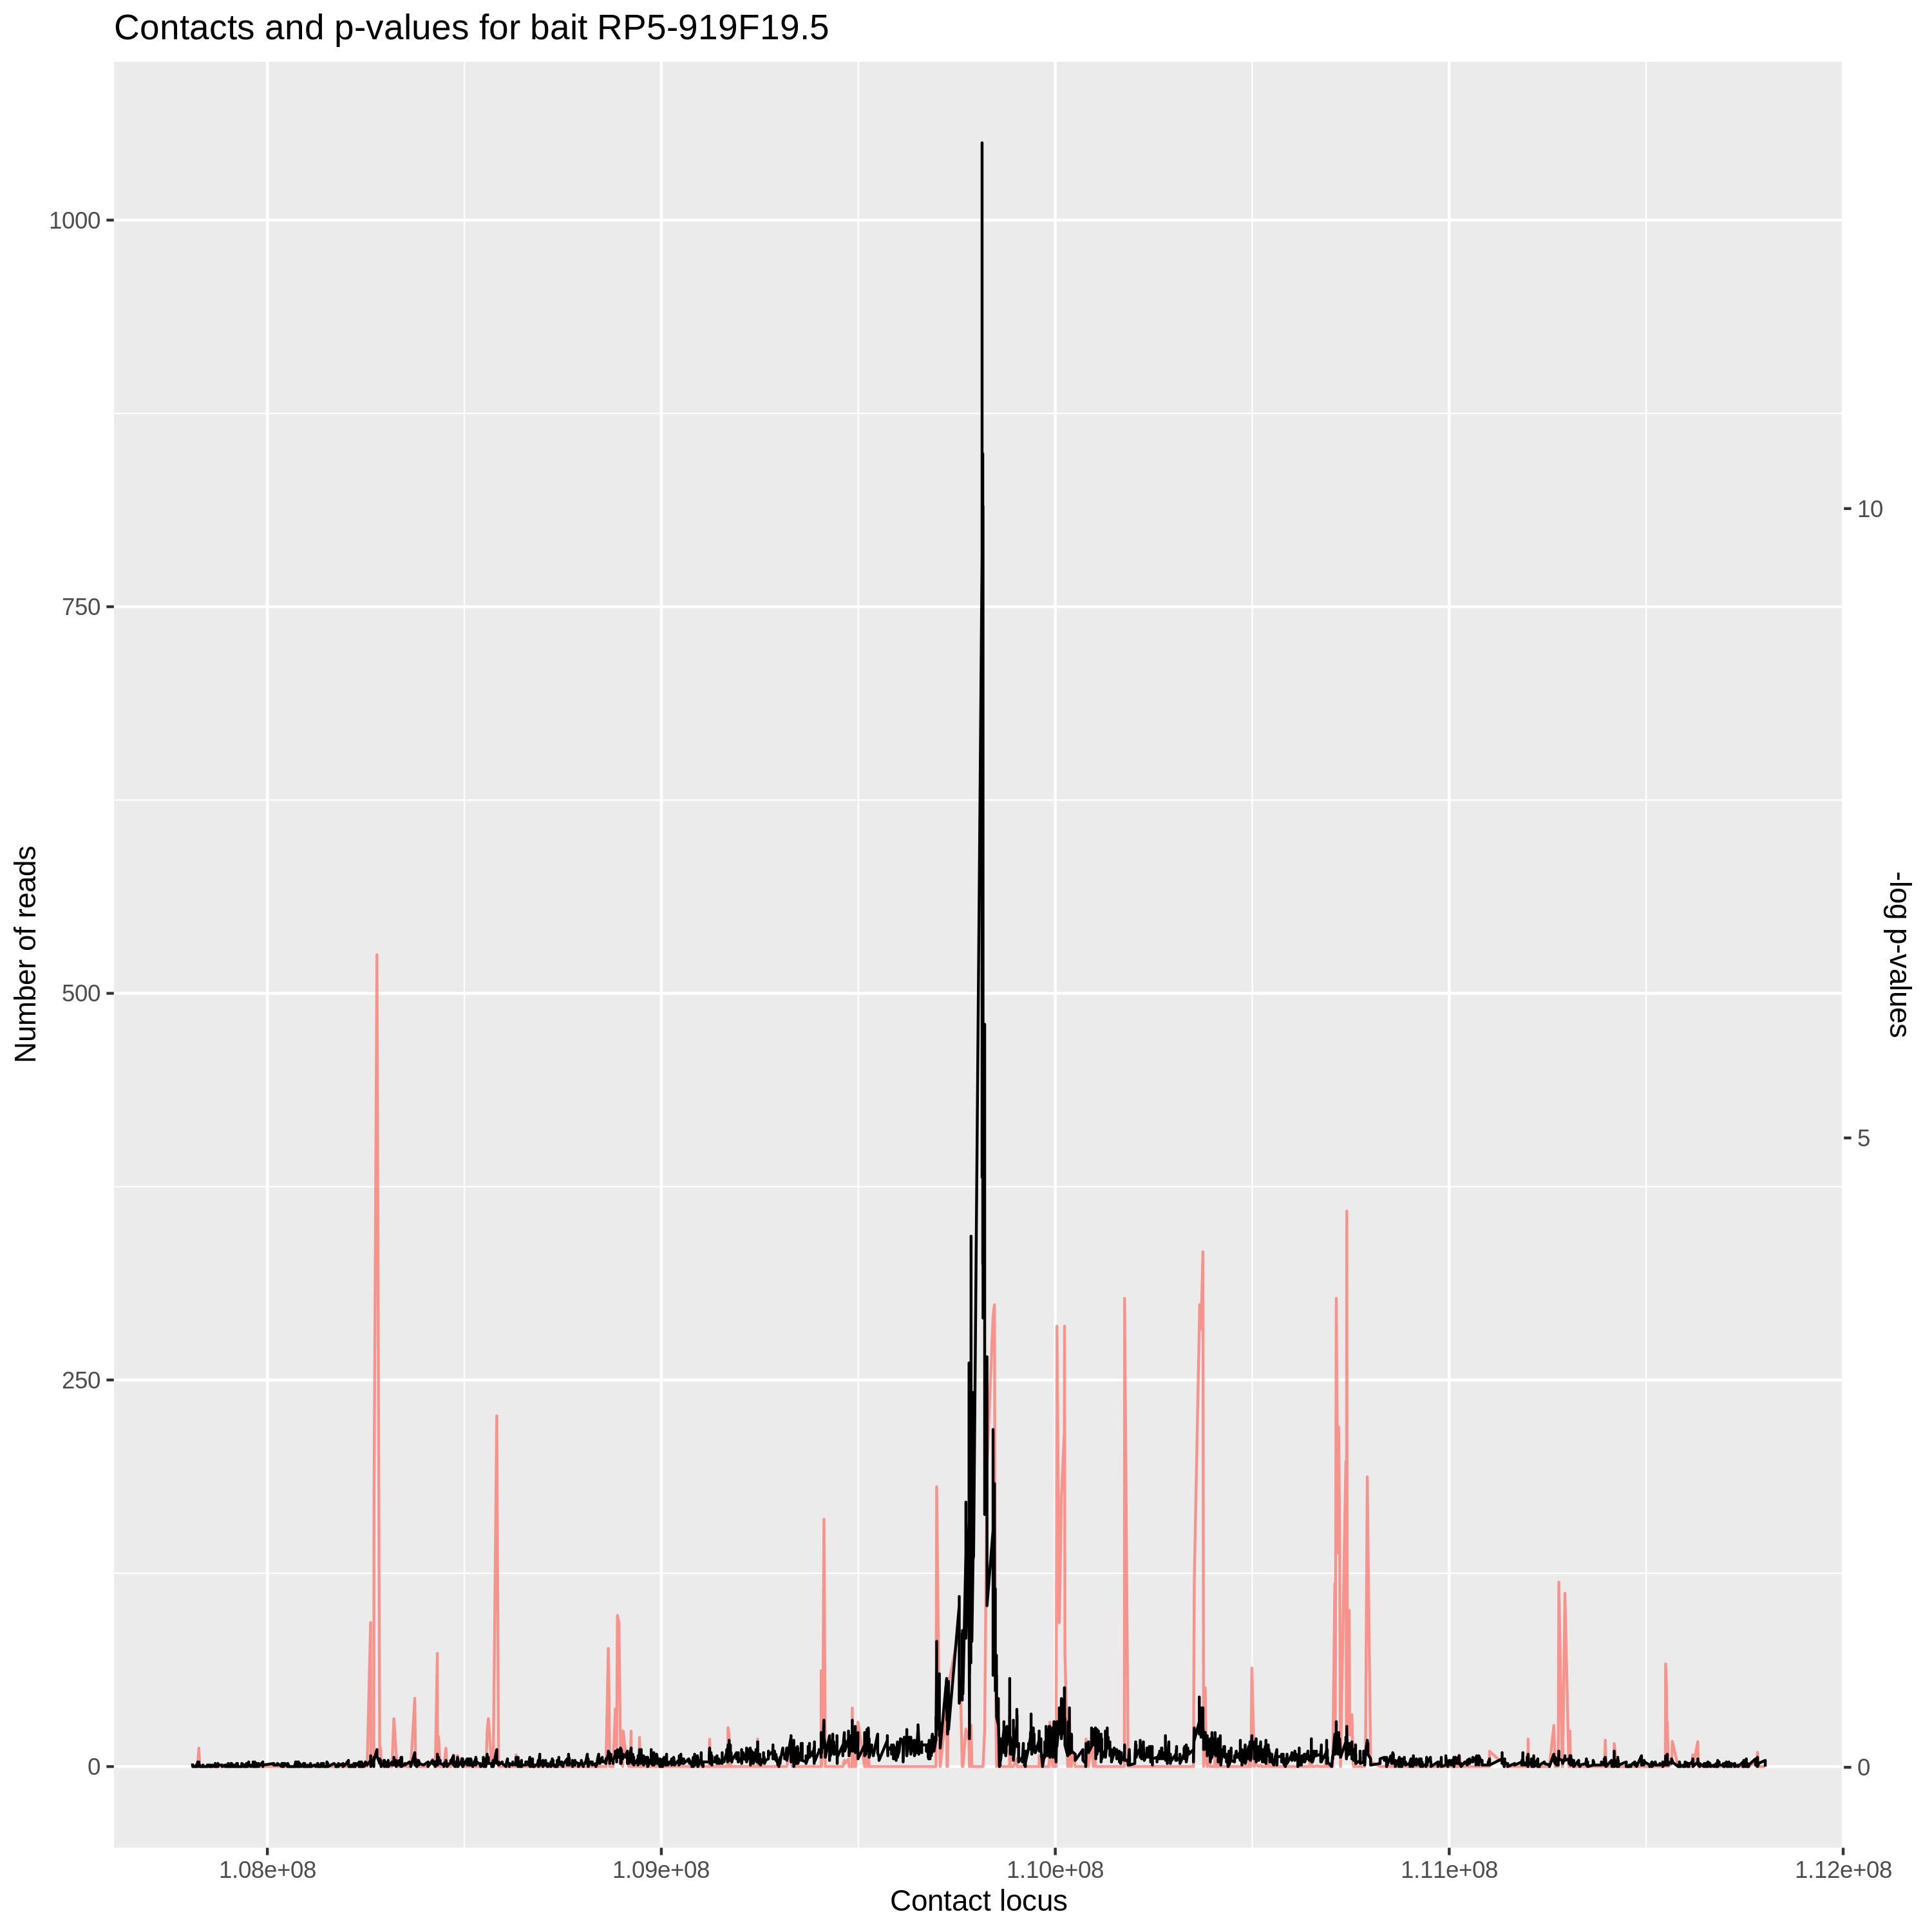 Contacts and p-values for bait RP5-919F19.5
1000
750
500
250
0
Number of reads
10
5
0
-log p-values
1.08e+08
1.09e+08
1.10e+08
1.11e+08
1.12e+08
Contact locus